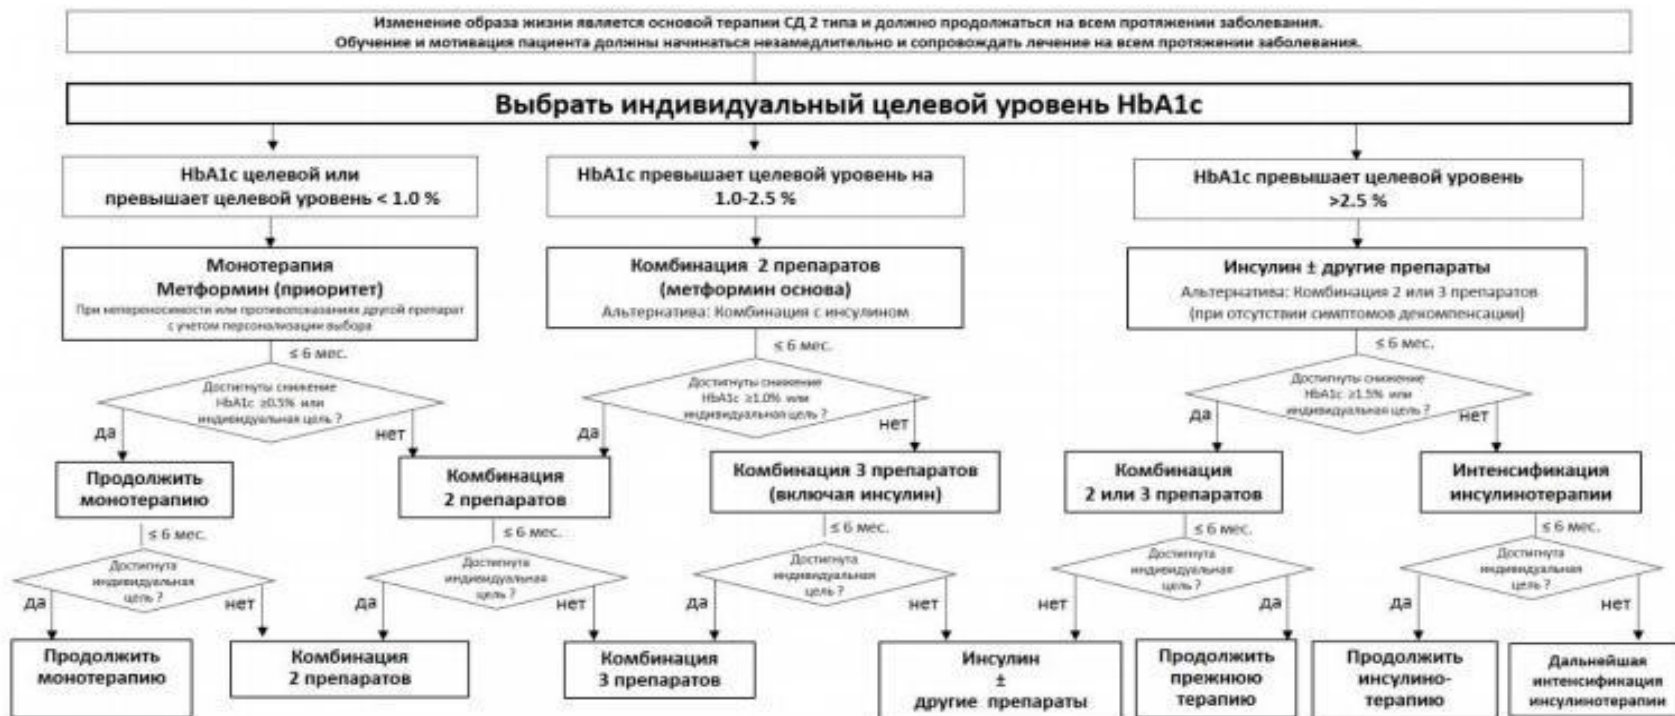 Изменение образа жизни является основой терапии СД 2 типа и должно продолжаться на всем протяжении заболевания.
Обучение и мотивация пациента должны начинаться незамедлительно и сопровождать лечение на всем протяжении заболевания.
Выбрать индивидуальный целевой уровень HbA1c
HbA1c целевой или
превышает целевой уровень < 1.0 %
HbA1c превышает целевой уровень на
1.0-2.5 %
HbA1c превышает целевой уровень
>2.5 %
Монотерапия
Метформин (приоритет)
При непереносимости или противопоказаниях другой препарат
с учетом персонализации выбора
Комбинация 2 препаратов
(метформин основа)
Альтернатива: Комбинация с инсулином
Инсулин ± другие препараты
Альтернатива: Комбинация 2 или 3 препаратов
(при отсутствии симптомов декомпенсации)
≤ 6 мес.
≤ 6 мес.
≤ 6 мес.
Достигнуты снижение
HbA1c ≥0.5% или
индивидуальная цель ?
Достигнуты снижение
HbA1c ≥1.0% или
индивидуальная цель ?
Достигнуты снижение
HbA1c ≥1.5% или
индивидуальная цель ?
да
нет
да
нет
да
нет
Продолжить
монотерапию
Комбинация
2 препаратов
Комбинация 3 препаратов
(включая инсулин)
Комбинация
2 или 3 препаратов
Интенсификация
инсулинотерапии
≤ 6 мес.
≤ 6 мес.
≤ 6 мес.
≤ 6 мес.
≤ 6 мес.
Достигнута
индивидуальная
цель ?
Достигнута
индивидуальная
цель ?
Достигнута
индивидуальная
цель ?
Достигнута
индивидуальная
цель ?
Достигнута
индивидуальная
цель ?
да
нет
да
нет
да
нет
нет
да
да
нет
Продолжить
монотерапию
Комбинация
2 препаратов
Комбинация
3 препаратов
Инсулин
±
другие препараты
Продолжить
прежнюю
терапию
Продолжить
инсулино-
терапию
Дальнейшая
интенсификация
инсулинотерапии